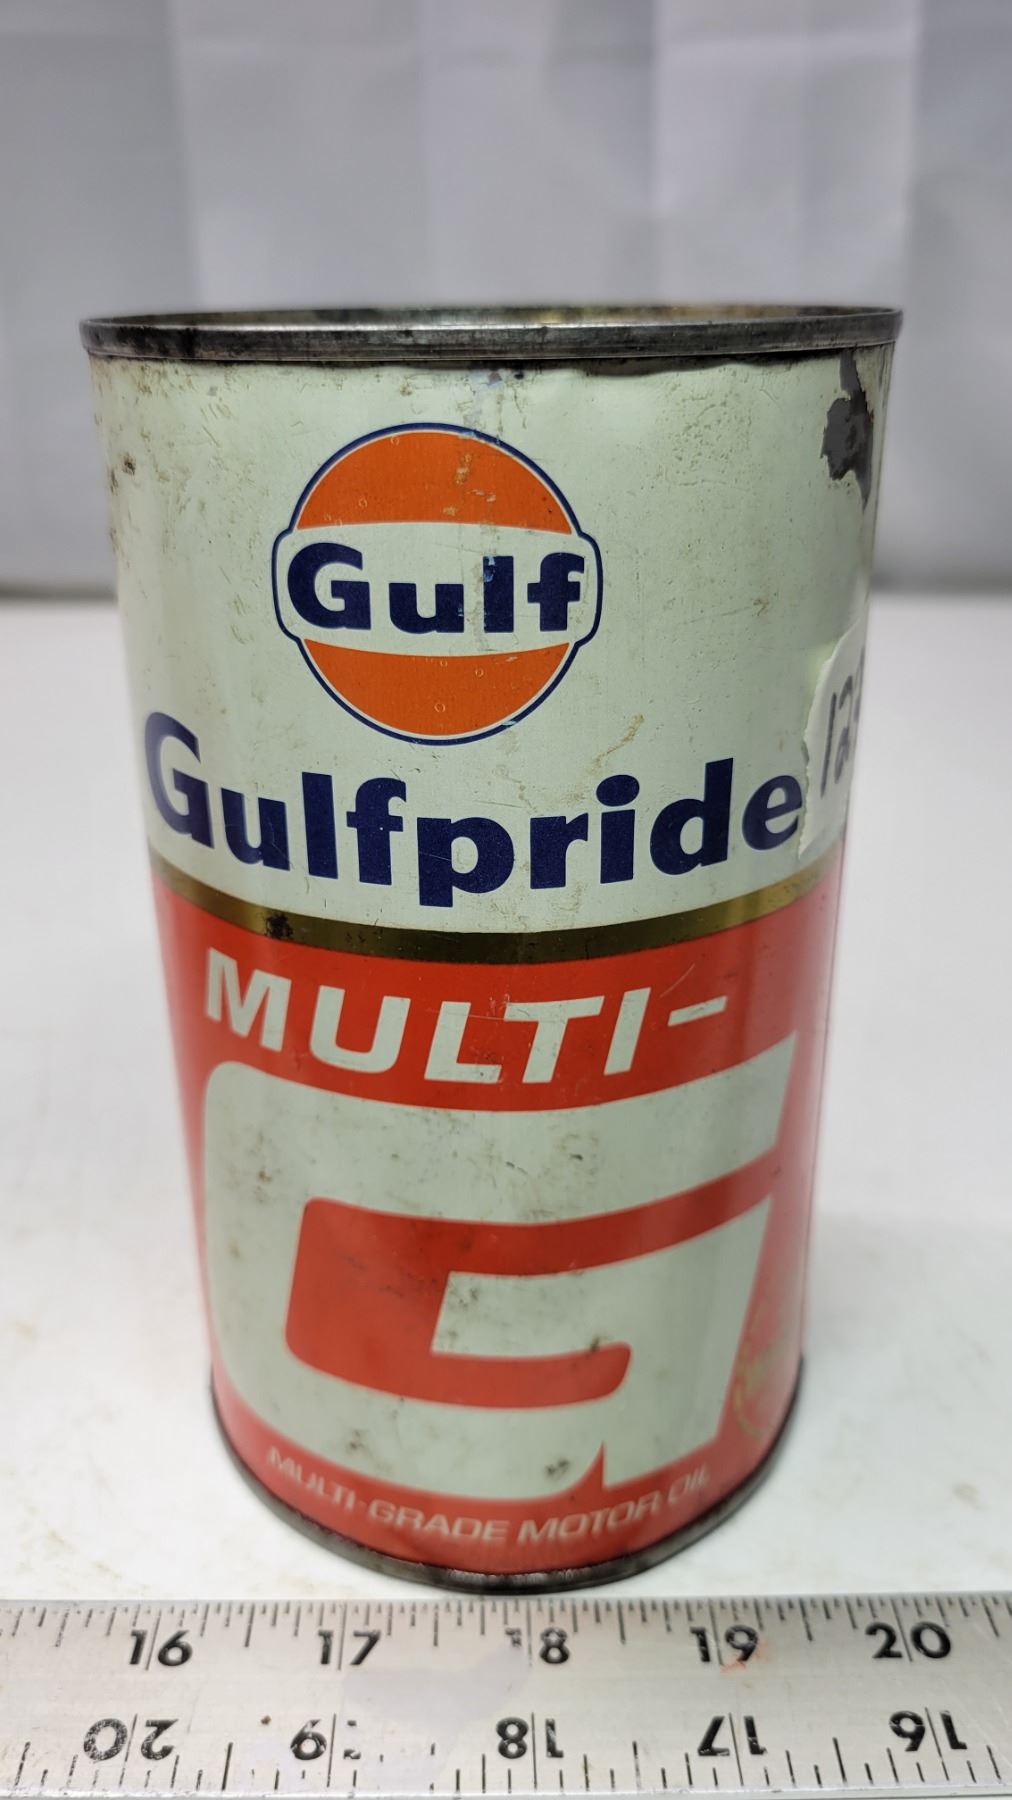 Gulf
Gulfpride
MULTI-
G
MULTI-GRADE MOTOR OIL
16 17 18 19 20
20 19 18 17 16